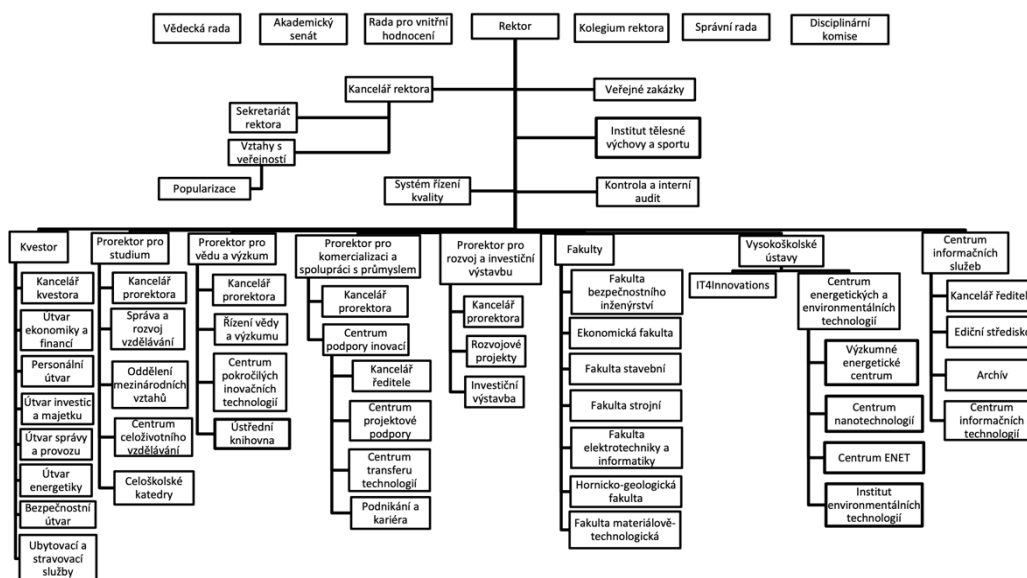 Vědecká rada
Akademický
senát
Rada pro vnitřní
hodnocení
Rektor
Kolegium rektora
Správní rada
Disciplinární
komise
Kancelář rektora
Veřejné zakázky
Sekretariát
rektora
Institut tělesné
výchovy a sportu
Vztahy s
veřejností
Popularizace
Systém řízení
kvality
Kontrola a interní
audit
Kvestor
Kancelář
kvestora
Útvar
ekonomiky a
financí
Personální
útvar
Útvar investic
a majetku
Útvar správy
a provozu
Útvar
energetiky
Bezpečnostní
útvar
Ubytovací a
stravovací
služby
Prorektor pro
studium
Kancelář
prorektora
Správa a
rozvoj
vzdělávání
Oddělení
mezinárodních
vztahů
Centrum
celoživotního
vzdělávání
Celoškolské
katedry
Prorektor pro
vědu a výzkum
Kancelář
prorektora
Řízení vědy a
výzkumu
Centrum
pokročilých
inovačních
technologií
Ústřední
knihovna
Prorektor pro
komercializaci a
spolupráci s průmyslem
Kancelář
prorektora
Centrum
podpory inovací
Kancelář
ředitele
Centrum
projektové
podpory
Centrum
transferu
technologií
Podnikání a
kariéra
Prorektor pro
rozvoj a investiční
výstavbu
Kancelář
prorektora
Rozvojové
projekty
Investiční
výstavba
Fakulty
Fakulta
bezpečnostního
inženýrství
Ekonomická fakulta
Fakulta stavební
Fakulta strojní
Fakulta
elektrotechniky a
informatiky
Hornicko-geologická
fakulta
Fakulta materiálově-
technologická
Vysokoškolské
ústavy
IT4Innovations
Centrum
energetických a
environmentálních
technologií
Výzkumné
energetické
centrum
Centrum
nanotechnologií
Centrum ENET
Institut
environmentálních
technologií
Centrum
informačních
služeb
Kancelář ředitele
Ediční středisko
Archív
Centrum
informačních
technologií